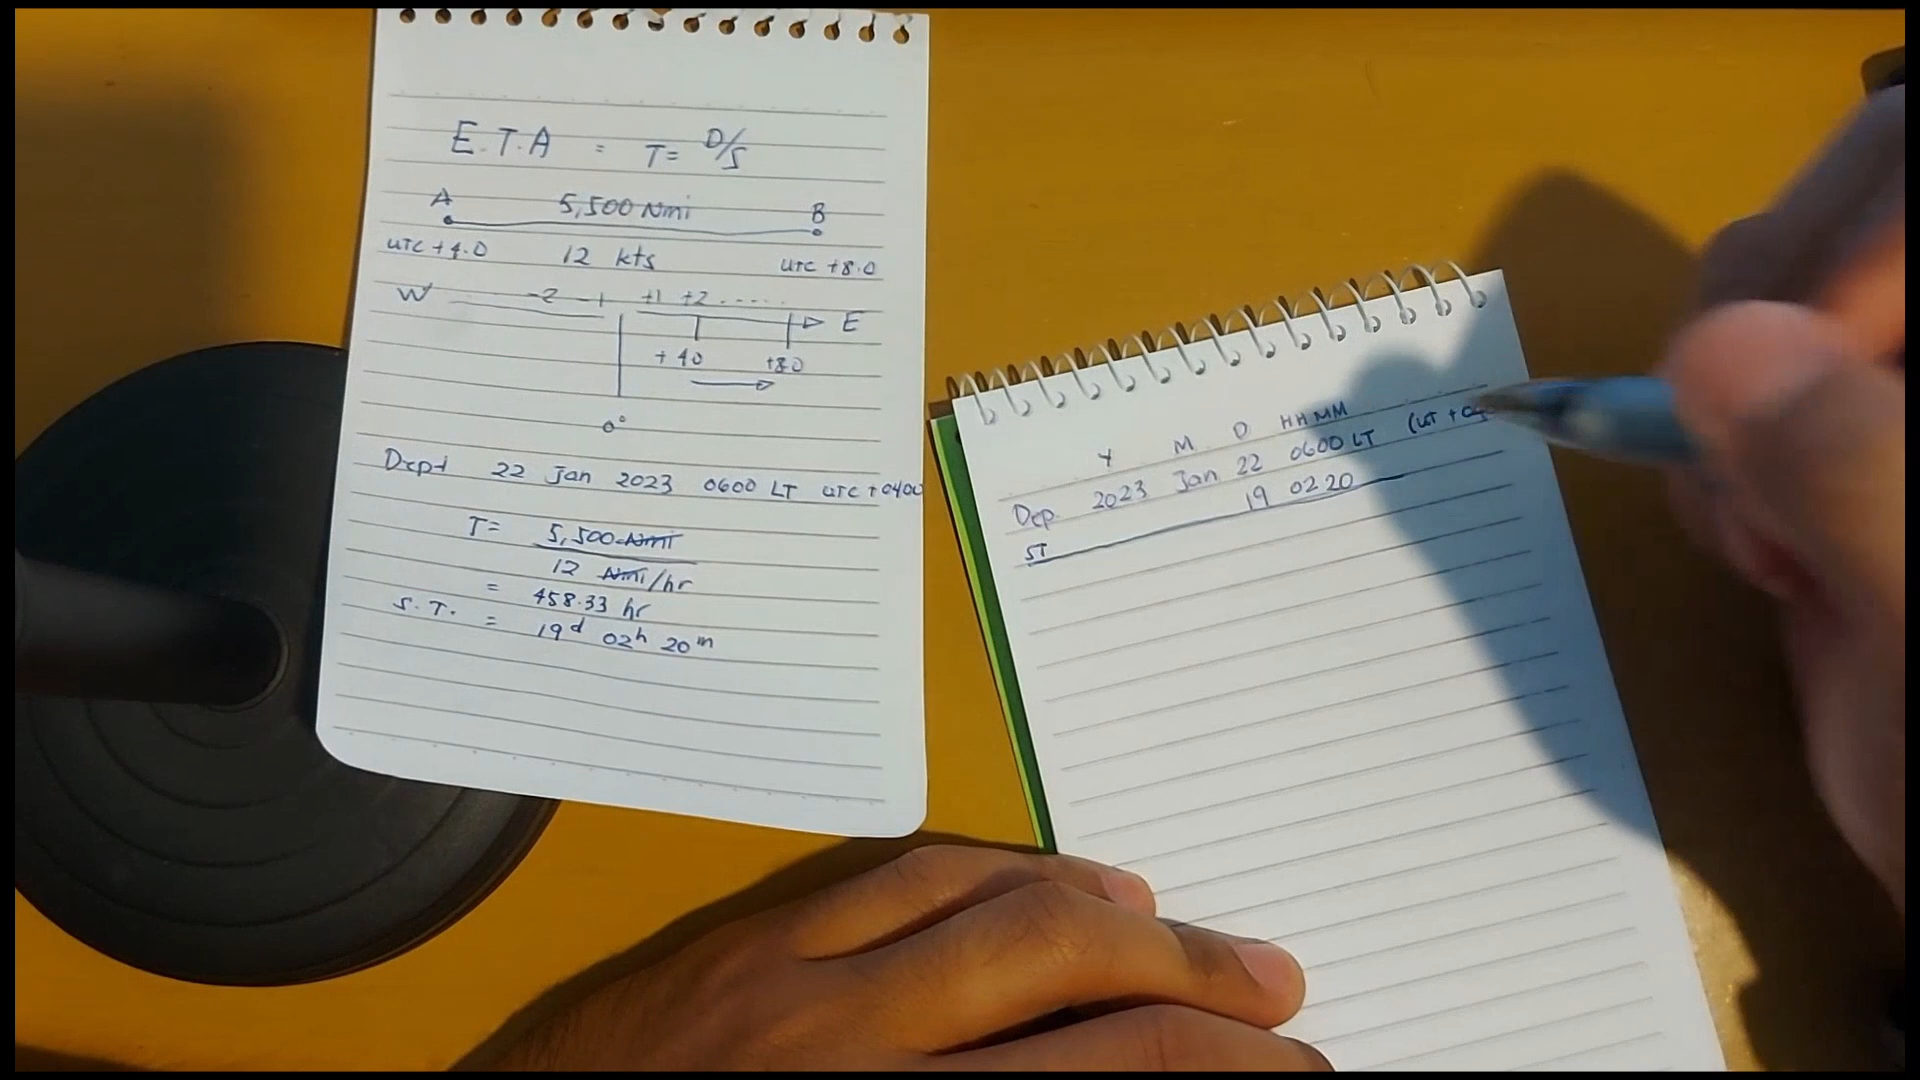 E.T.A = T= D/S
A 5,500 Nmi B
UTC +4.0 12 kts UTC +8.0
W -2 -1 +1 +2 ..... E
+40 +80
0°
Dept 22 Jan 2023 0600 LT UTC +0400
T= 5,500 Nmi
12 Nmi/hr
= 458.33 hr
S.T. = 19d 02h 20m
Y M D HHMM
Dep. 2023 Jan 22 0600 LT
ST 19 02 20